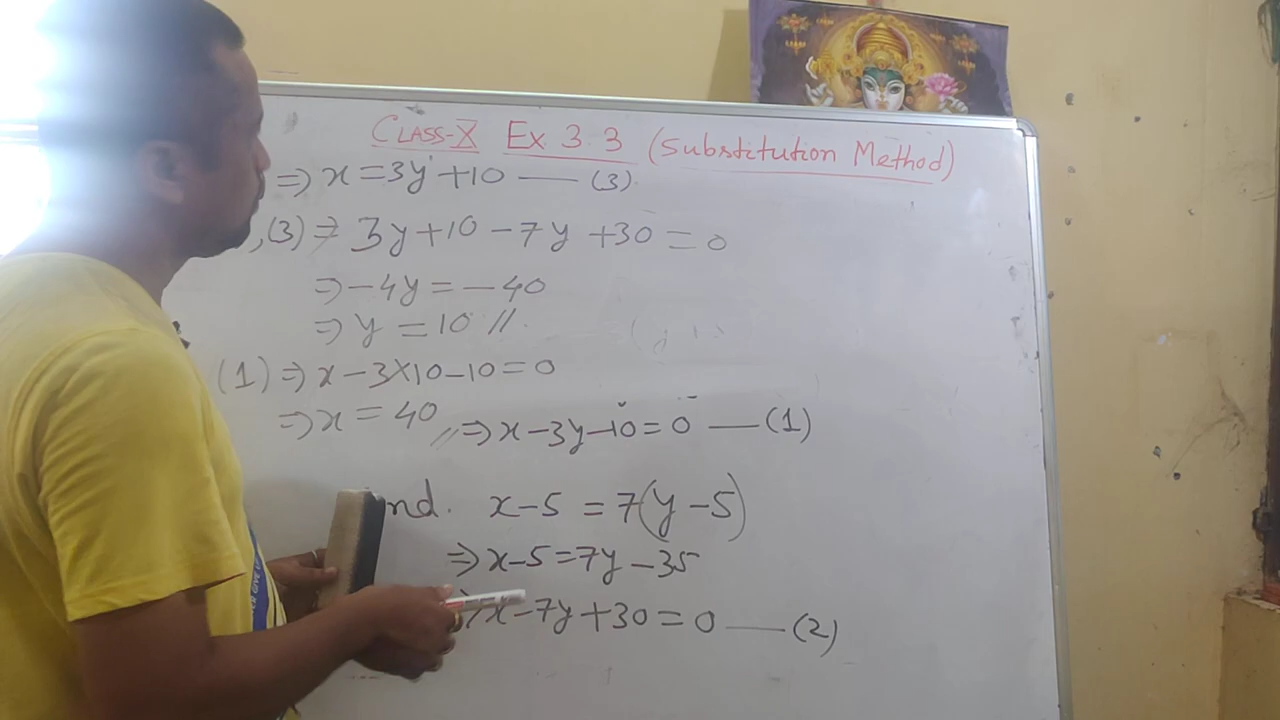 CLASS-X Ex 3.3 (Substitution Method)
⇒ x = 3y + 10 — (3)
,(3) ⇒ 3y + 10 - 7y + 30 = 0
⇒ -4y = -40
⇒ y = 10 //
(1) ⇒ x - 3×10 - 10 = 0
⇒ x = 40 //
⇒ x - 3y - 10 = 0 — (1)
nd. x - 5 = 7(y - 5)
⇒ x - 5 = 7y - 35
⇒ x - 7y + 30 = 0 — (2)